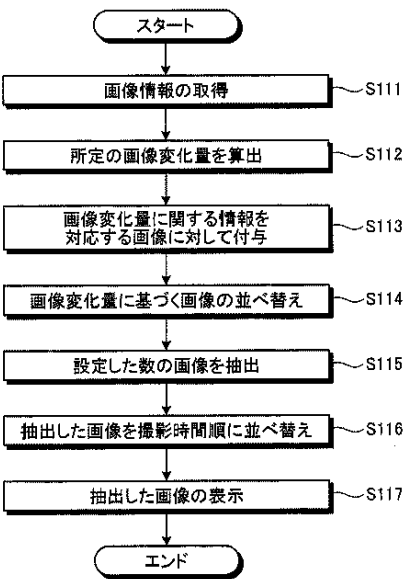 スタート
画像情報の取得
S111
所定の画像変化量を算出
S112
画像変化量に関する情報を
対応する画像に対して付与
S113
画像変化量に基づく画像の並べ替え
S114
設定した数の画像を抽出
S115
抽出した画像を撮影時間順に並べ替え
S116
抽出した画像の表示
S117
エンド